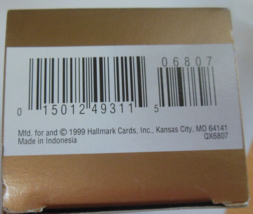 06807
0 15012 49311 5
Mfd. for and © 1999 Hallmark Cards, Inc., Kansas City, MO 64141
Made in Indonesia QX6807